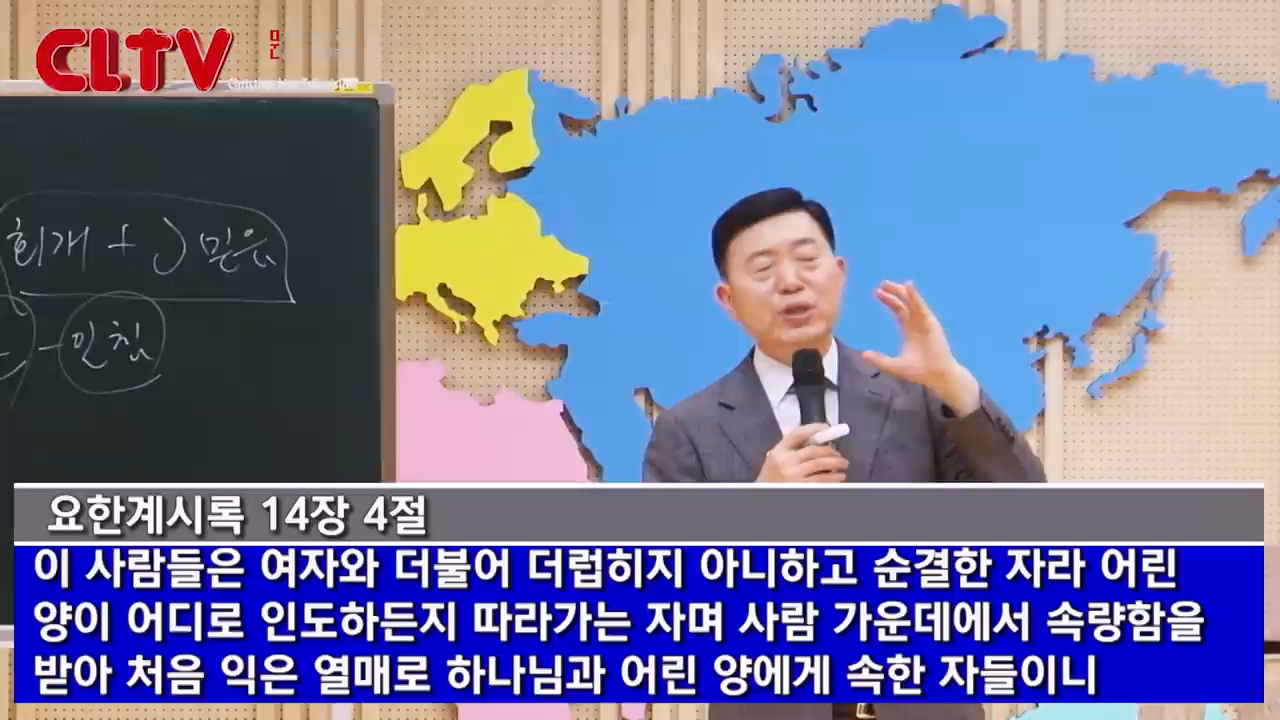 CLTV
회개 + 믿음
인침
요한계시록 14장 4절
이 사람들은 여자와 더불어 더럽히지 아니하고 순결한 자라 어린
양이 어디로 인도하든지 따라가는 자며 사람 가운데에서 속량함을
받아 처음 익은 열매로 하나님과 어린 양에게 속한 자들이니